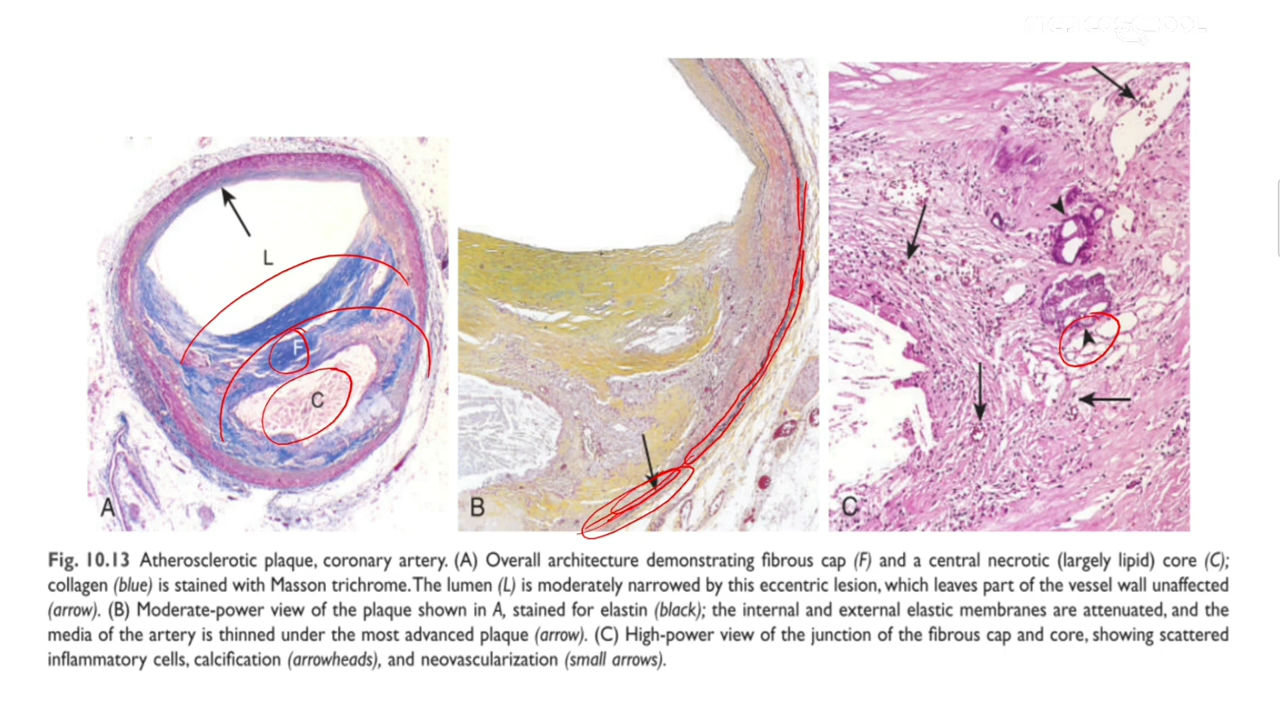 L
F
C
A
B
C
Fig. 10.13 Atherosclerotic plaque, coronary artery. (A) Overall architecture demonstrating fibrous cap (F) and a central necrotic (largely lipid) core (C);
collagen (blue) is stained with Masson trichrome. The lumen (L) is moderately narrowed by this eccentric lesion, which leaves part of the vessel wall unaffected
(arrow). (B) Moderate-power view of the plaque shown in A, stained for elastin (black); the internal and external elastic membranes are attenuated, and the
media of the artery is thinned under the most advanced plaque (arrow). (C) High-power view of the junction of the fibrous cap and core, showing scattered
inflammatory cells, calcification (arrowheads), and neovascularization (small arrows).